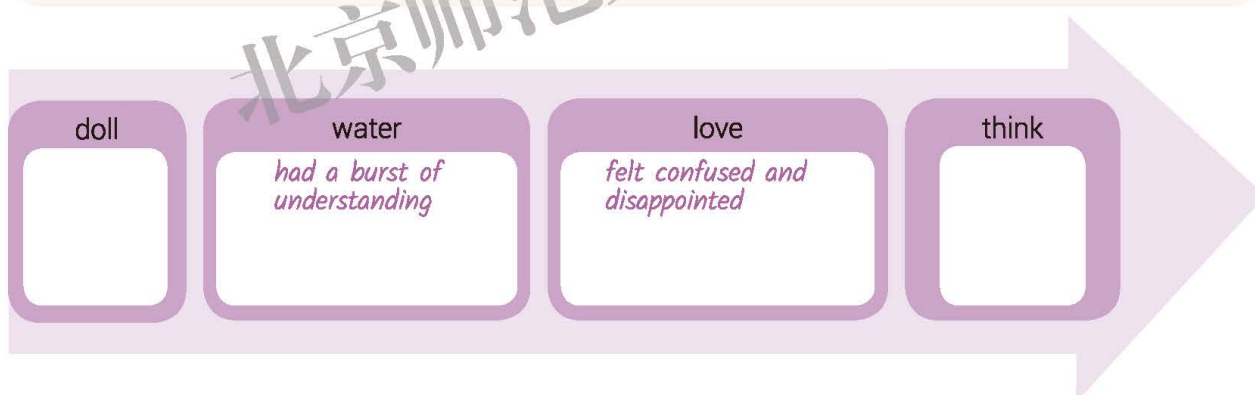 北京师范
doll
water
love
think
had a burst of
understanding
felt confused and
disappointed